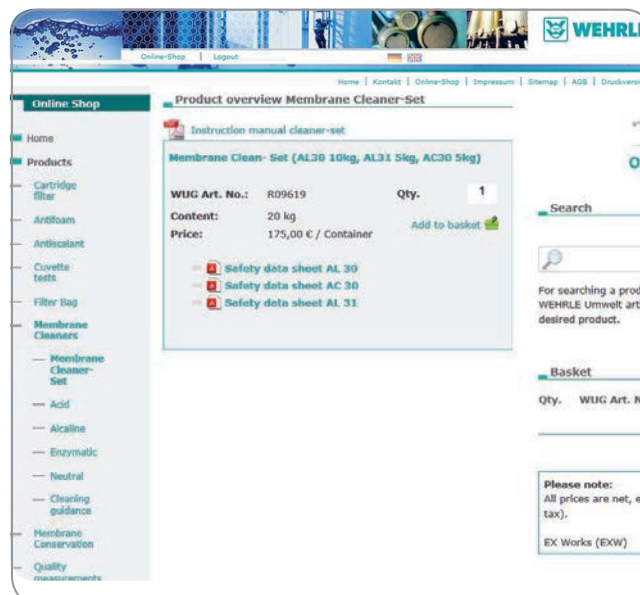 WEHRLE
Online-Shop | Logout
Home | Kontakt | Online-Shop | Impressum | Sitemap | AGB | Druckversi
Online Shop
Home
Products
Cartridge
filter
Antifoam
Antiscalant
Cuvette
tests
Filter Bag
Membrane
Cleaners
Membrane
Cleaner-
Set
Acid
Alcaline
Enzymatic
Neutral
Cleaning
guidance
Membrane
Conservation
Quality
measurements
Product overview Membrane Cleaner-Set
Instruction manual cleaner-set
Membrane Clean- Set (AL30 10kg, AL31 5kg, AC30 5kg)
WUG Art. No.: R09619 Qty. 1
Content: 20 kg
Add to basket
Price: 175,00 € / Container
Safety data sheet AL 30
Safety data sheet AC 30
Safety data sheet AL 31
O
Search
For searching a prod
WEHRLE Umwelt art
desired product.
Basket
Qty. WUG Art. N
Please note:
All prices are net, e
tax).
EX Works (EXW)